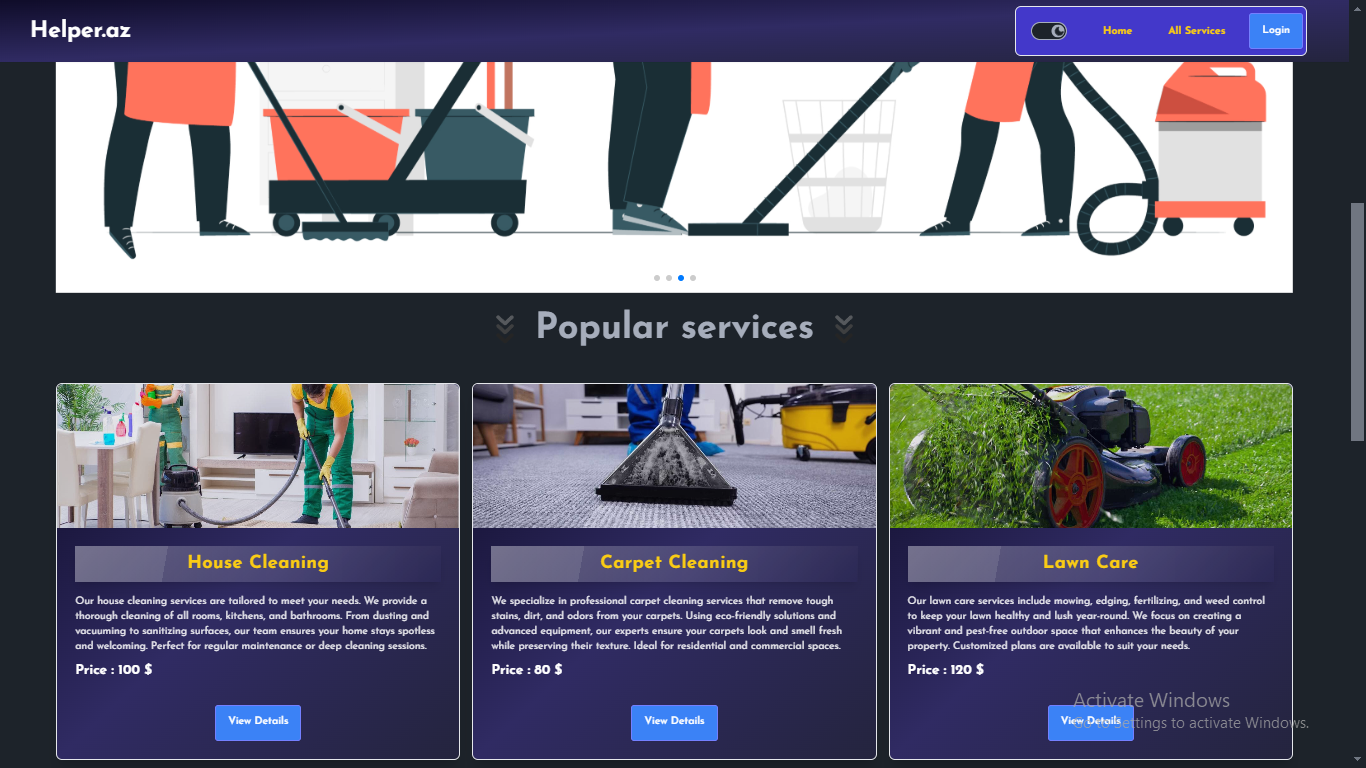 Helper.az
Home
All Services
Login
Popular services
House Cleaning
Our house cleaning services are tailored to meet your needs. We provide a
thorough cleaning of all rooms, kitchens, and bathrooms. From dusting and
vacuuming to sanitizing surfaces, our team ensures your home stays spotless
and welcoming. Perfect for regular maintenance or deep cleaning sessions.
Price : 100 $
View Details
Carpet Cleaning
We specialize in professional carpet cleaning services that remove tough
stains, dirt, and odors from your carpets. Using eco-friendly solutions and
advanced equipment, our experts ensure your carpets look and smell fresh
while preserving their texture. Ideal for residential and commercial spaces.
Price : 80 $
View Details
Lawn Care
Our lawn care services include mowing, edging, fertilizing, and weed control
to keep your lawn healthy and lush year-round. We focus on creating a
vibrant and pest-free outdoor space that enhances the beauty of your
property. Customized plans are available to suit your needs.
Price : 120 $
View Details
Activate Windows
Go to Settings to activate Windows.